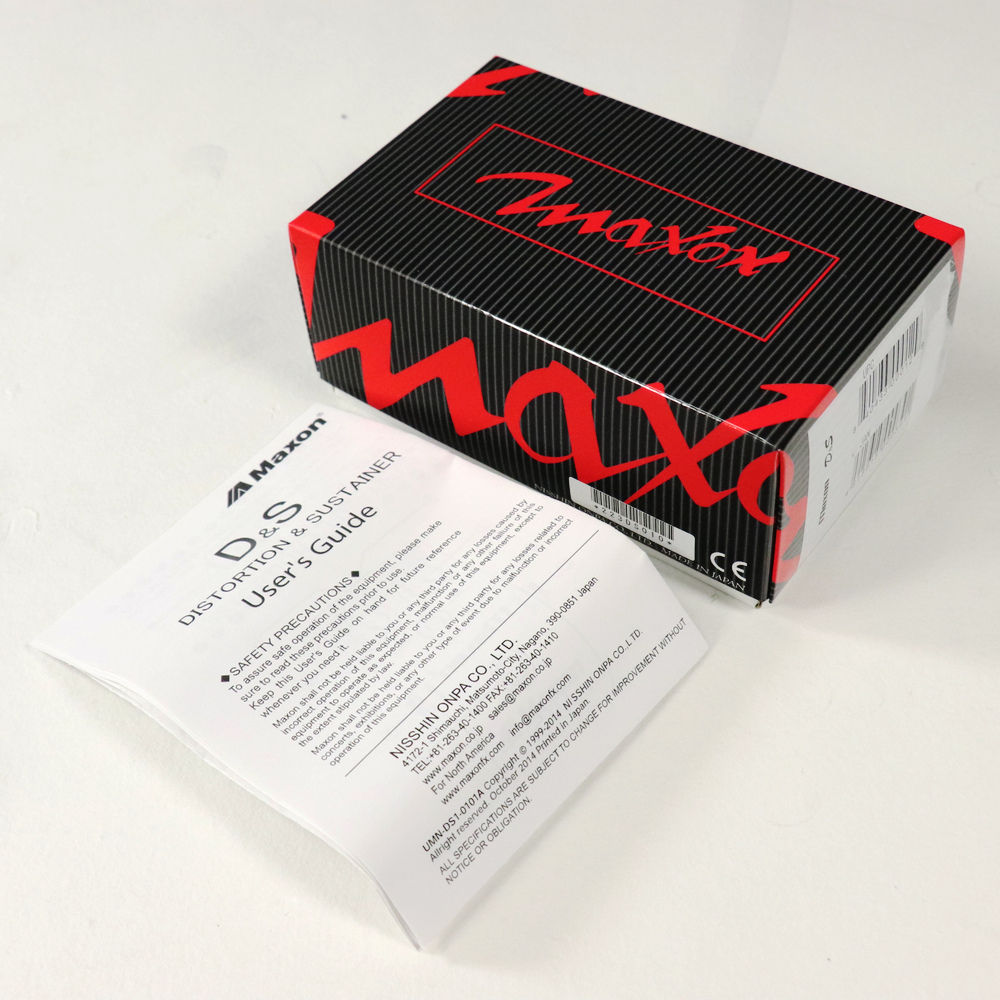 maxon
maxo
*22305010*
MADE IN JAPAN
CE
UPC
Maxon D&S
Maxon®
D&S
DISTORTION & SUSTAINER
User's Guide
◆SAFETY PRECAUTIONS◆
To assure safe operation of the equipment, please make
sure to read these precautions prior to use.
Keep this User's Guide on hand for future reference
whenever you need it.
Maxon shall not be held liable to you or any third party for any losses caused by
incorrect operation of this equipment, malfunction or any other failure of this
equipment to operate as expected, or normal use of this equipment, except to
the extent stipulated by law.
Maxon shall not be held liable to you or any third party for any losses related to
concerts, exhibitions, or any other type of event due to malfunction or incorrect
operation of this equipment.
NISSHIN ONPA CO., LTD.
4172-1 Shimauchi, Matsumoto-City, Nagano, 390-0851 Japan
TEL:+81-263-40-1400 FAX:+81-263-40-1410
www.maxon.co.jp sales@maxon.co.jp
For North America
www.maxonfx.com info@maxonfx.com
UMN-DS1-0101A Copyright © 1999-2014 NISSHIN ONPA CO., LTD.
Allright reserved October 2014 Printed in Japan
ALL SPECIFICATIONS ARE SUBJECT TO CHANGE FOR IMPROVEMENT WITHOUT
NOTICE OR OBLIGATION.